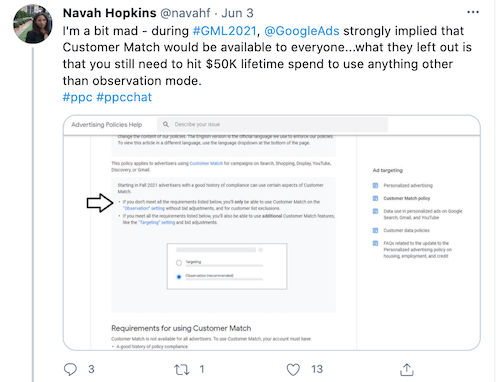 Navah Hopkins @navahf · Jun 3
I'm a bit mad - during #GML2021, @GoogleAds strongly implied that
Customer Match would be available to everyone...what they left out is
that you still need to hit $50K lifetime spend to use anything other
than observation mode.
#ppc #ppcchat
Advertising Policies Help
Describe your issue
change the content of our policies. The English version is the official language we use to enforce our policies.
To view this article in a different language, use the language dropdown at the bottom of the page.
This policy applies to advertisers using Customer Match for campaigns on Search, Shopping, Display, YouTube,
Discovery, or Gmail.
Starting in Fall 2021 advertisers with a good history of compliance can use certain aspects of Customer
Match.
• If you don't meet all the requirements listed below, you'll only be able to use Customer Match on the
"Observation" setting without bid adjustments, and for customer list exclusions.
• If you meet all the requirements listed below, you'll also be able to use additional Customer Match features,
like the "Targeting" setting and bid adjustments.
Targeting
Observation (recommended)
Requirements for using Customer Match
Customer Match is not available for all advertisers. To use Customer Match, your account must have:
• A good history of policy compliance.
Ad targeting
Personalized advertising
Customer Match policy
Data use in personalized ads on Google
Search, Gmail, and YouTube
Customer data policies
FAQs related to the update to the
Personalized advertising policy on
housing, employment, and credit
3
1
13